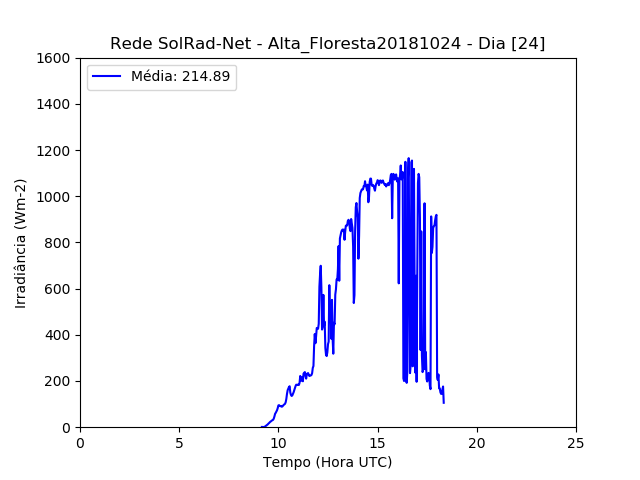 Rede SolRad-Net - Alta_Floresta20181024 - Dia [24]
Média: 214.89
Irradiância (Wm-2)
1600
1400
1200
1000
800
600
400
200
0
0 5 10 15 20 25
Tempo (Hora UTC)